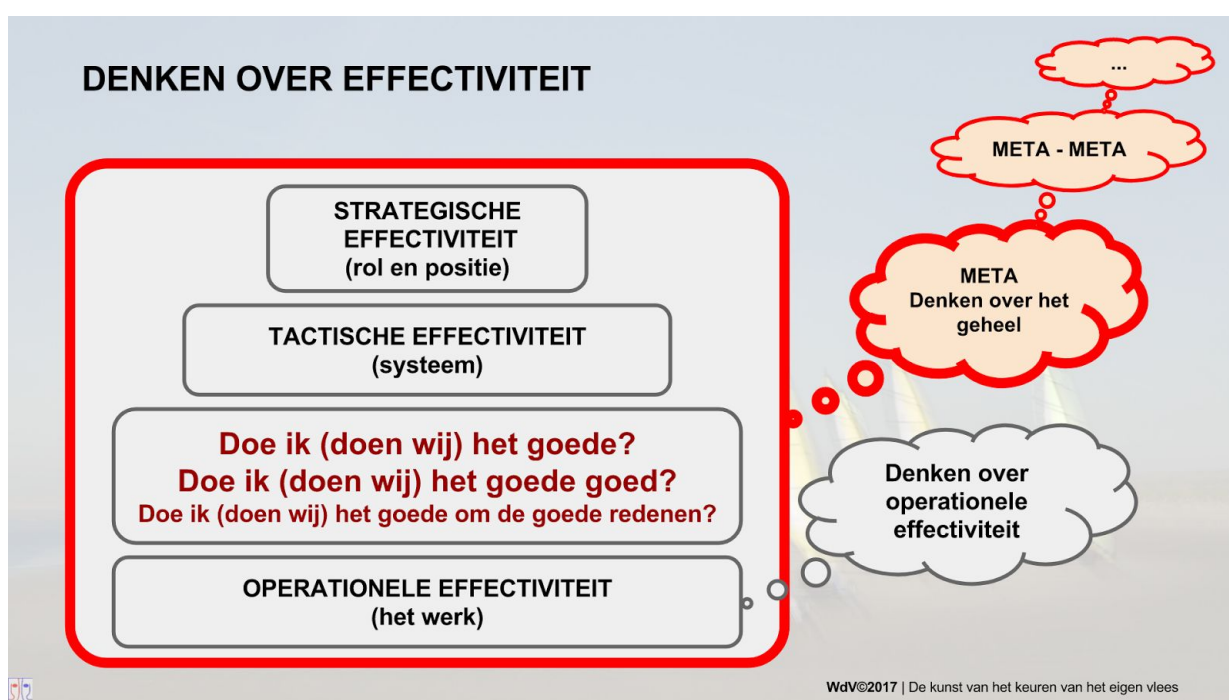 DENKEN OVER EFFECTIVITEIT
...
META - META
META
Denken over het
geheel
STRATEGISCHE
EFFECTIVITEIT
(rol en positie)
TACTISCHE EFFECTIVITEIT
(systeem)
Doe ik (doen wij) het goede?
Doe ik (doen wij) het goede goed?
Doe ik (doen wij) het goede om de goede redenen?
Denken over
operationele
effectiviteit
OPERATIONELE EFFECTIVITEIT
(het werk)
WdV©2017 | De kunst van het keuren van het eigen vlees